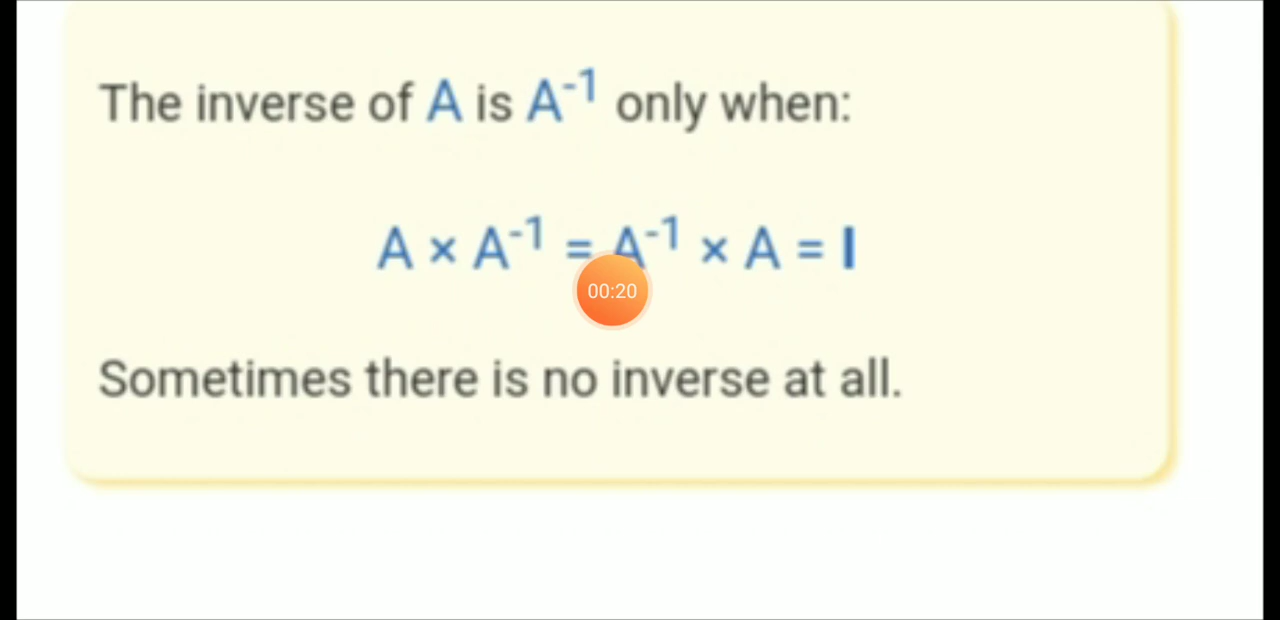 The inverse of A is A⁻¹ only when:
A × A⁻¹ = A⁻¹ × A = I
00:20
Sometimes there is no inverse at all.